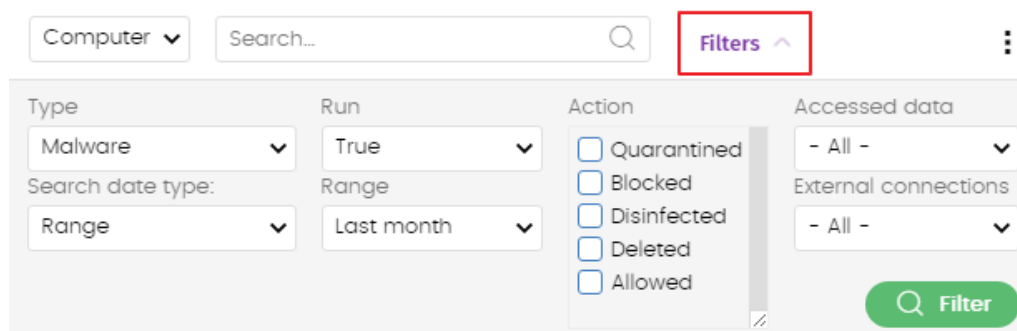 Computer
Search...
Filters
Type
Run
Action
Accessed data
Malware
True
Quarantined
- All -
Search date type:
Range
Blocked
External connections
Range
Last month
Disinfected
- All -
Deleted
Allowed
Filter